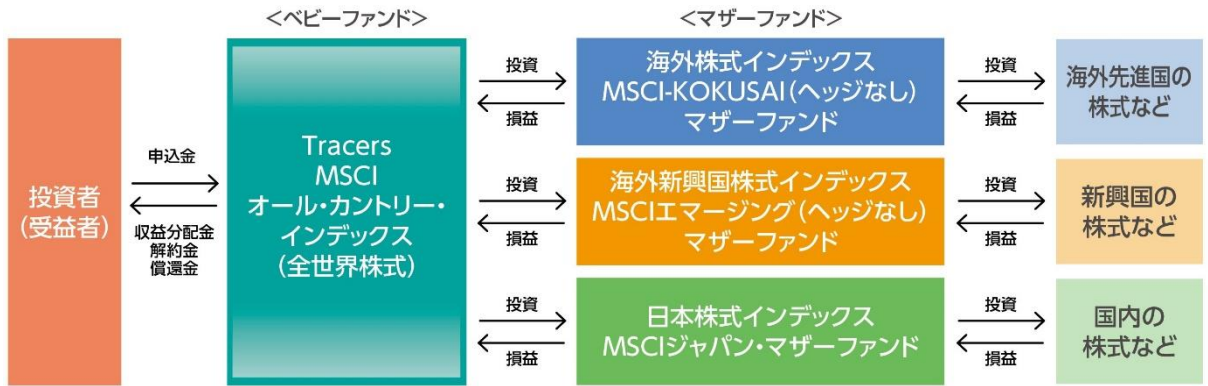 ＜ベビーファンド＞
＜マザーファンド＞
投資者
(受益者)
申込金
収益分配金
解約金
償還金
Tracers
MSCI
オール・カントリー・
インデックス
(全世界株式)
投資
損益
海外株式インデックス
MSCI-KOKUSAI(ヘッジなし)
マザーファンド
投資
損益
海外先進国の
株式など
投資
損益
海外新興国株式インデックス
MSCIエマージング(ヘッジなし)
マザーファンド
投資
損益
新興国の
株式など
投資
損益
日本株式インデックス
MSCIジャパン・マザーファンド
投資
損益
国内の
株式など